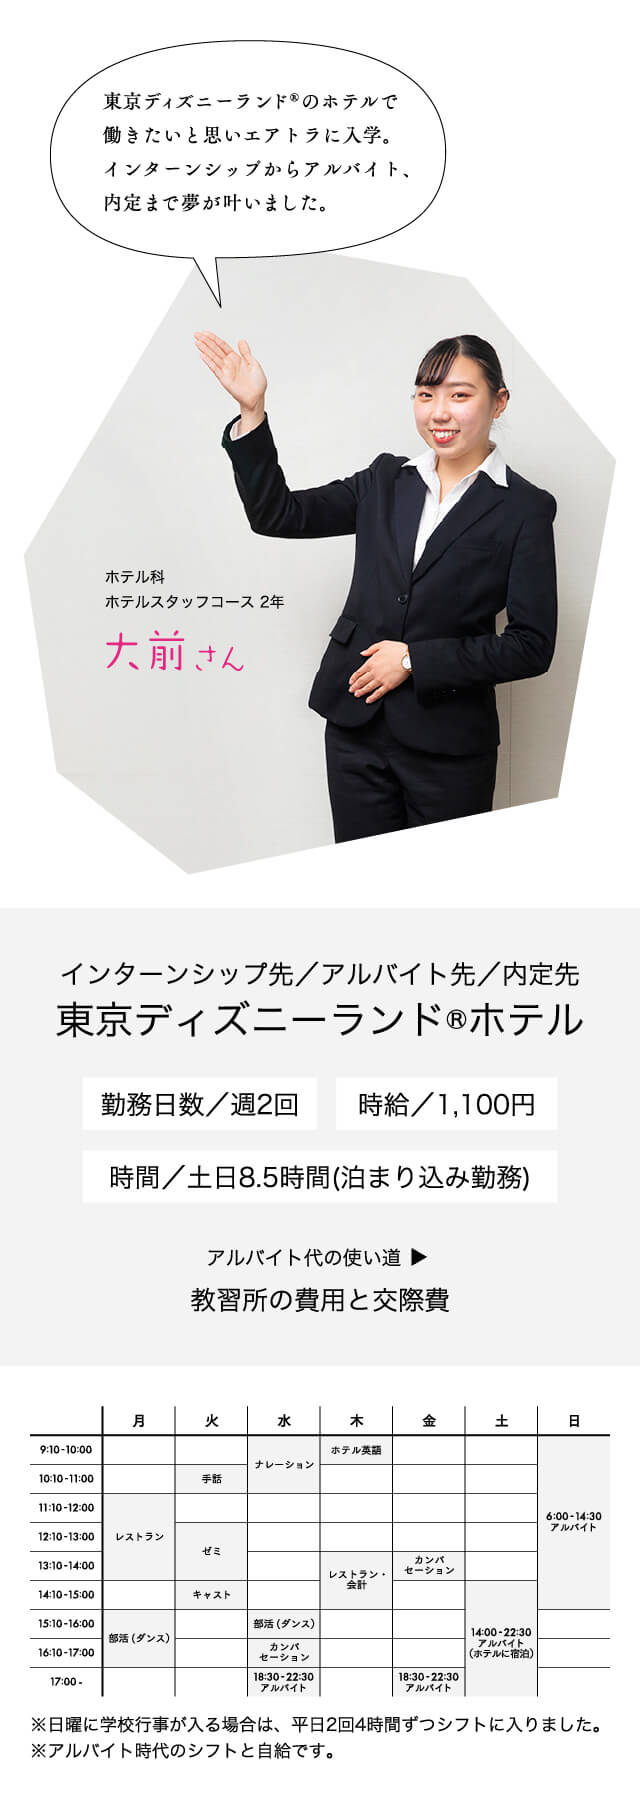 東京ディズニーランド®のホテルで
働きたいと思いエアトラに入学。
インターンシップからアルバイト、
内定まで夢が叶いました。
ホテル科
ホテルスタッフコース 2年
大前さん
インターンシップ先／アルバイト先／内定先
東京ディズニーランド®ホテル
勤務日数／週2回 時給／1,100円
時間／土日8.5時間(泊まり込み勤務)
アルバイト代の使い道 ▶
教習所の費用と交際費
月 火 水 木 金 土 日
9:10-10:00
ナレーション
ホテル英語
10:10-11:00
手話
11:10-12:00
レストラン
6:00-14:30
アルバイト
12:10-13:00
ゼミ
13:10-14:00
レストラン・
会計
カンバ
セーション
14:10-15:00
キャスト
14:00-22:30
アルバイト
(ホテルに宿泊)
15:10-16:00
部活 (ダンス)
部活 (ダンス)
16:10-17:00
カンバ
セーション
17:00-
18:30-22:30
アルバイト
18:30-22:30
アルバイト
※日曜に学校行事が入る場合は、平日2回4時間ずつシフトに入りました。
※アルバイト時代のシフトと自給です。